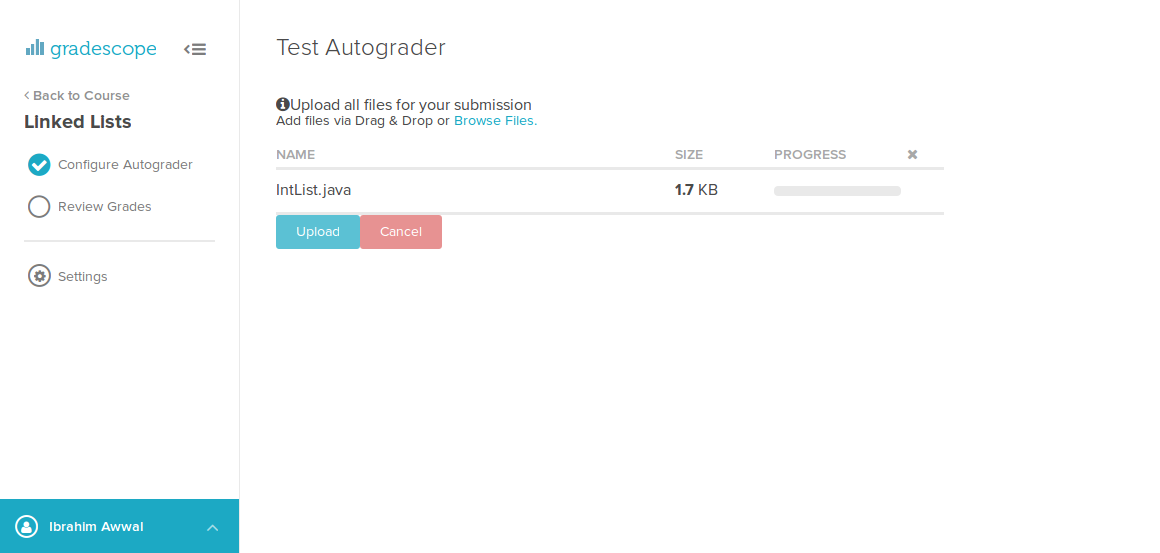 gradescope
Back to Course
Linked Lists
Configure Autograder
Review Grades
Settings
Ibrahim Awwal
Test Autograder
Upload all files for your submission
Add files via Drag & Drop or Browse Files.
NAME SIZE PROGRESS
IntList.java 1.7 KB
Upload Cancel